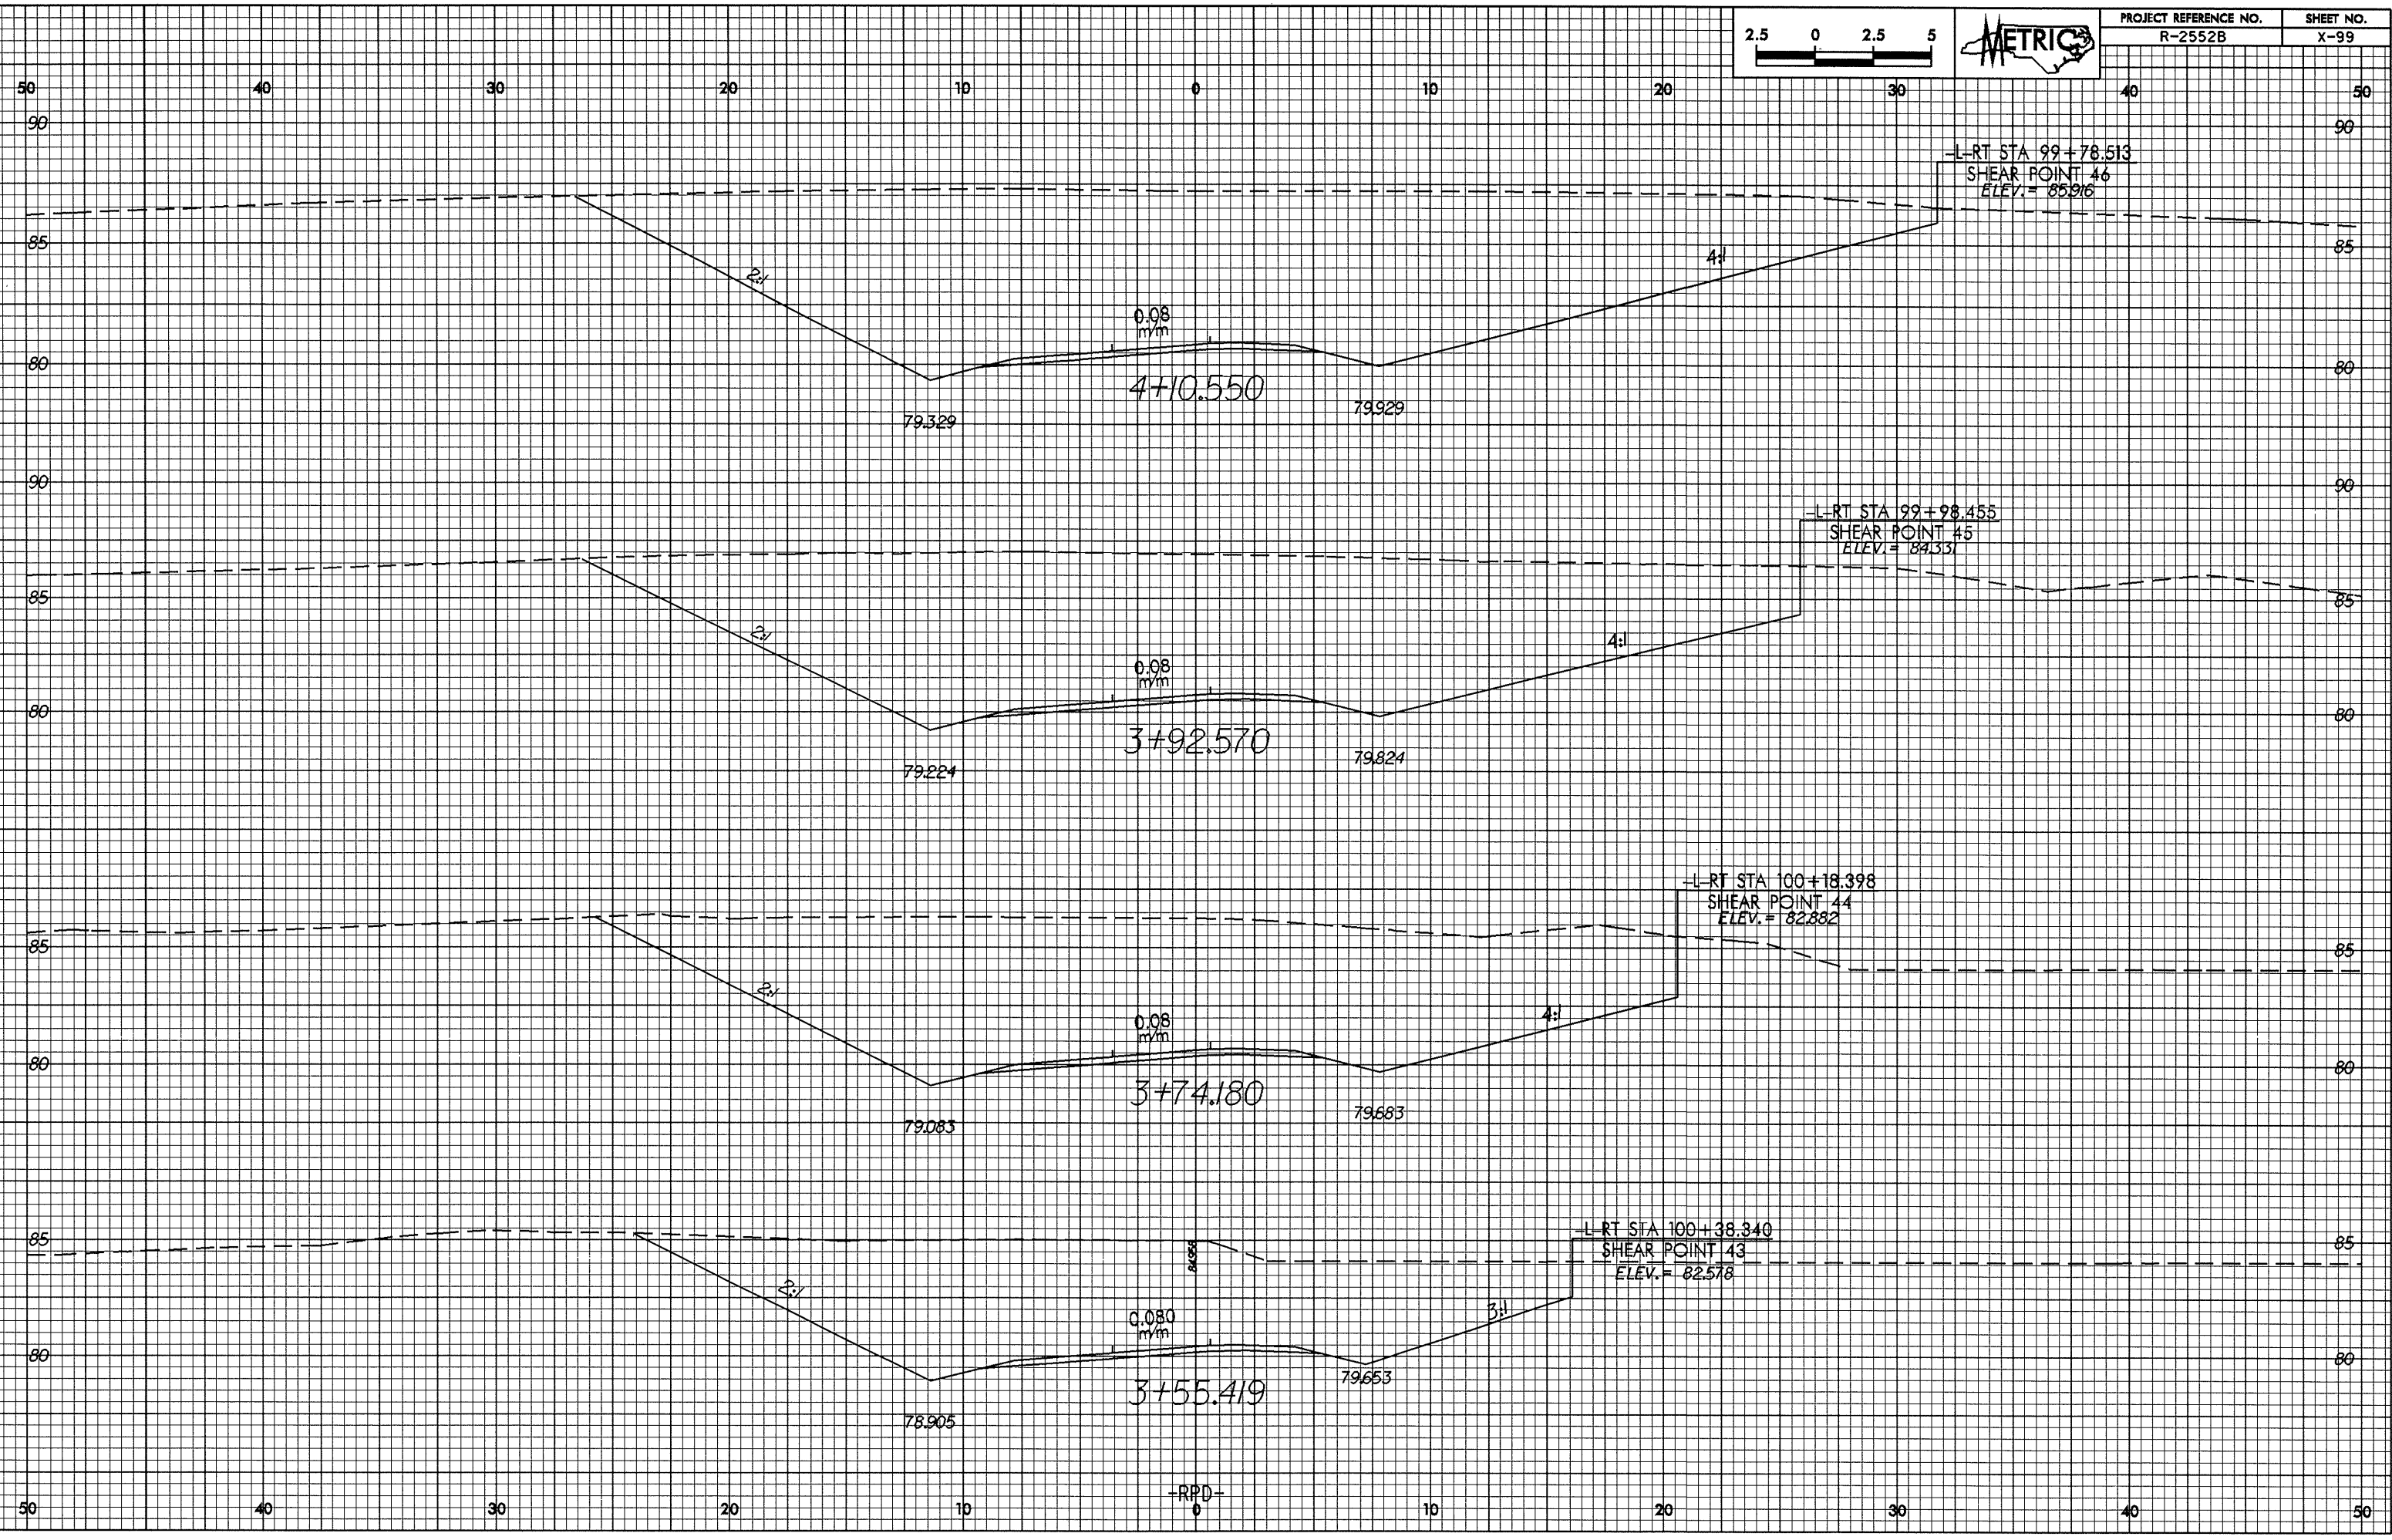 PROJECT REFERENCE NO. SHEET NO.
R-2552B X-99
2.5 0 2.5 5
METRIC
50 40 30 20 10 0 10 20 30 40 50
90 90
-L-RT STA 99+78.513
SHEAR POINT 46
ELEV.= 85.916
85 85
2:1 4:1
0.08
m/m
80 80
4+10.550
79.329 79.929
90 90
-L-RT STA 99+98.455
SHEAR POINT 45
ELEV.= 84.331
85 85
2:1 4:1
0.08
m/m
80 80
3+92.570
79.224 79.824
-L-RT STA 100+18.398
SHEAR POINT 44
ELEV.= 82.882
85 85
2:1 4:1
0.08
m/m
80 80
3+74.180
79.083 79.683
-L-RT STA 100+38.340
85 85
SHEAR POINT 43
ELEV.= 82.578
2:1 3:1
0.080
m/m
80 80
79.653
3+55.419
78.905
-RPD-
50 40 30 20 10 0 10 20 30 40 50